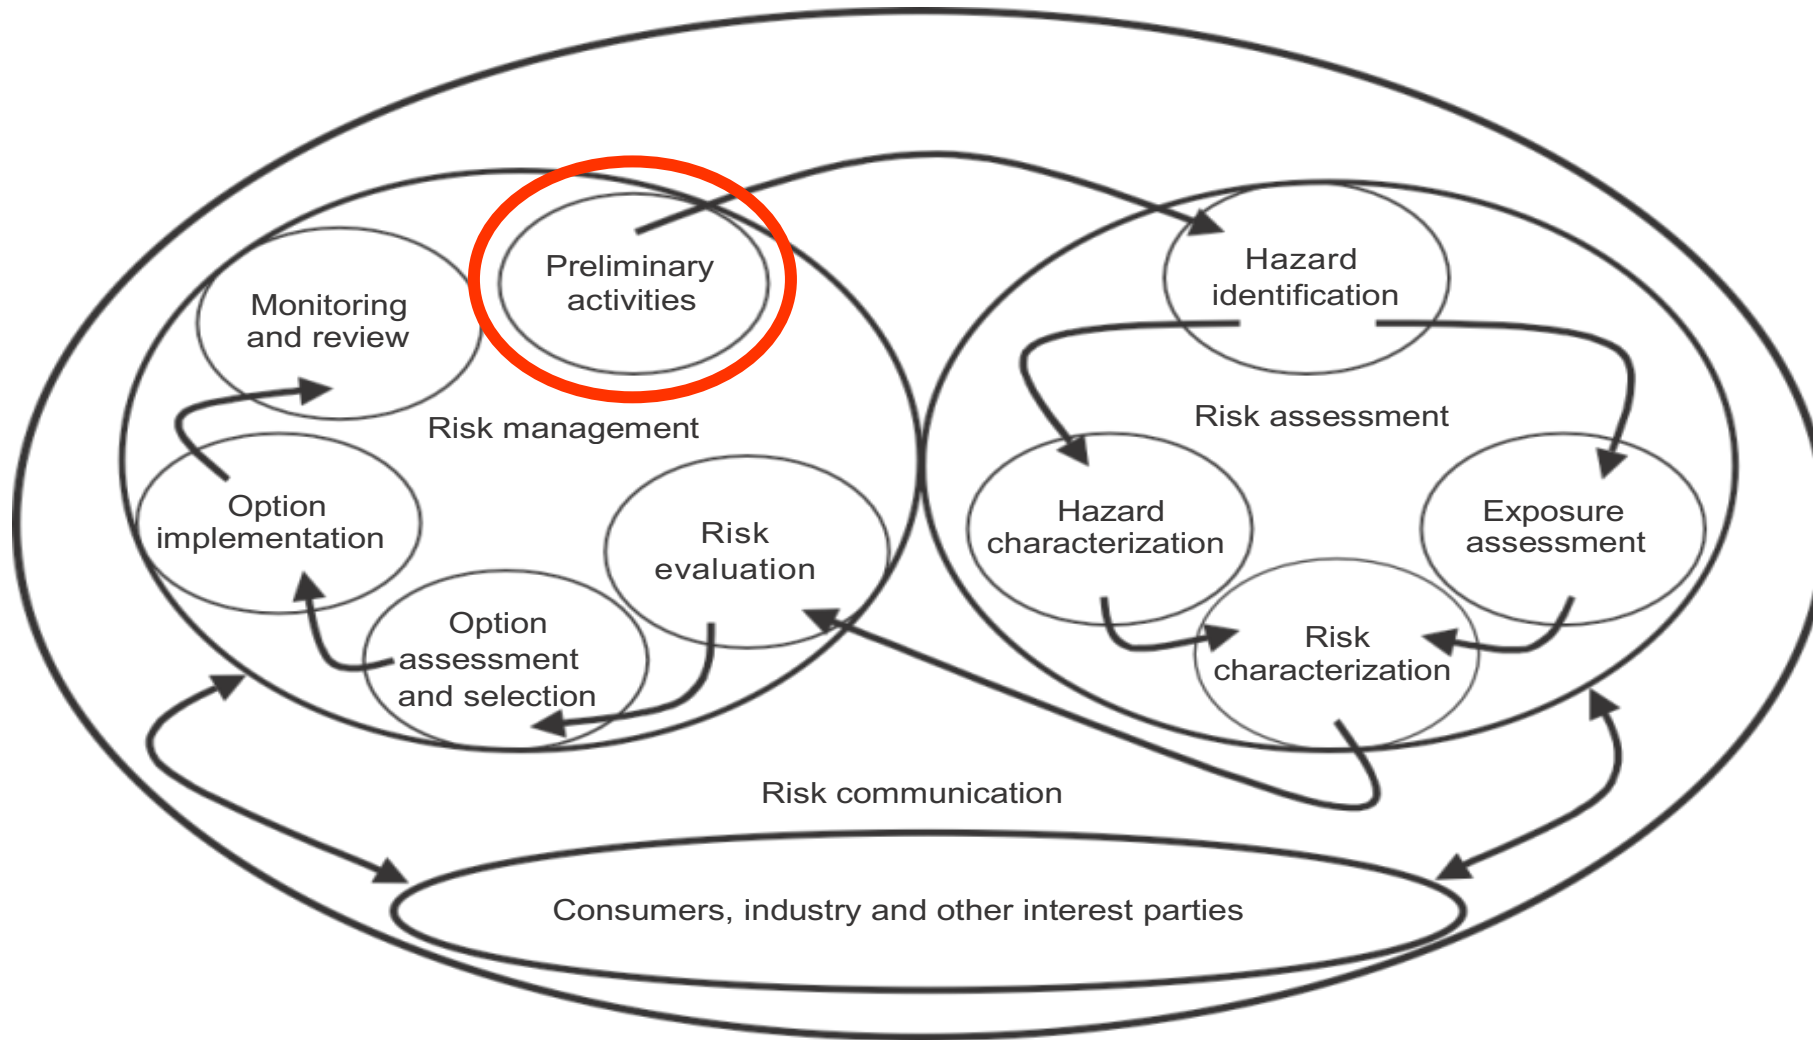 Preliminary
activities
Monitoring
and review
Risk management
Option
implementation
Risk
evaluation
Option
assessment
and selection
Hazard
identification
Risk assessment
Hazard
characterization
Exposure
assessment
Risk
characterization
Risk communication
Consumers, industry and other interest parties